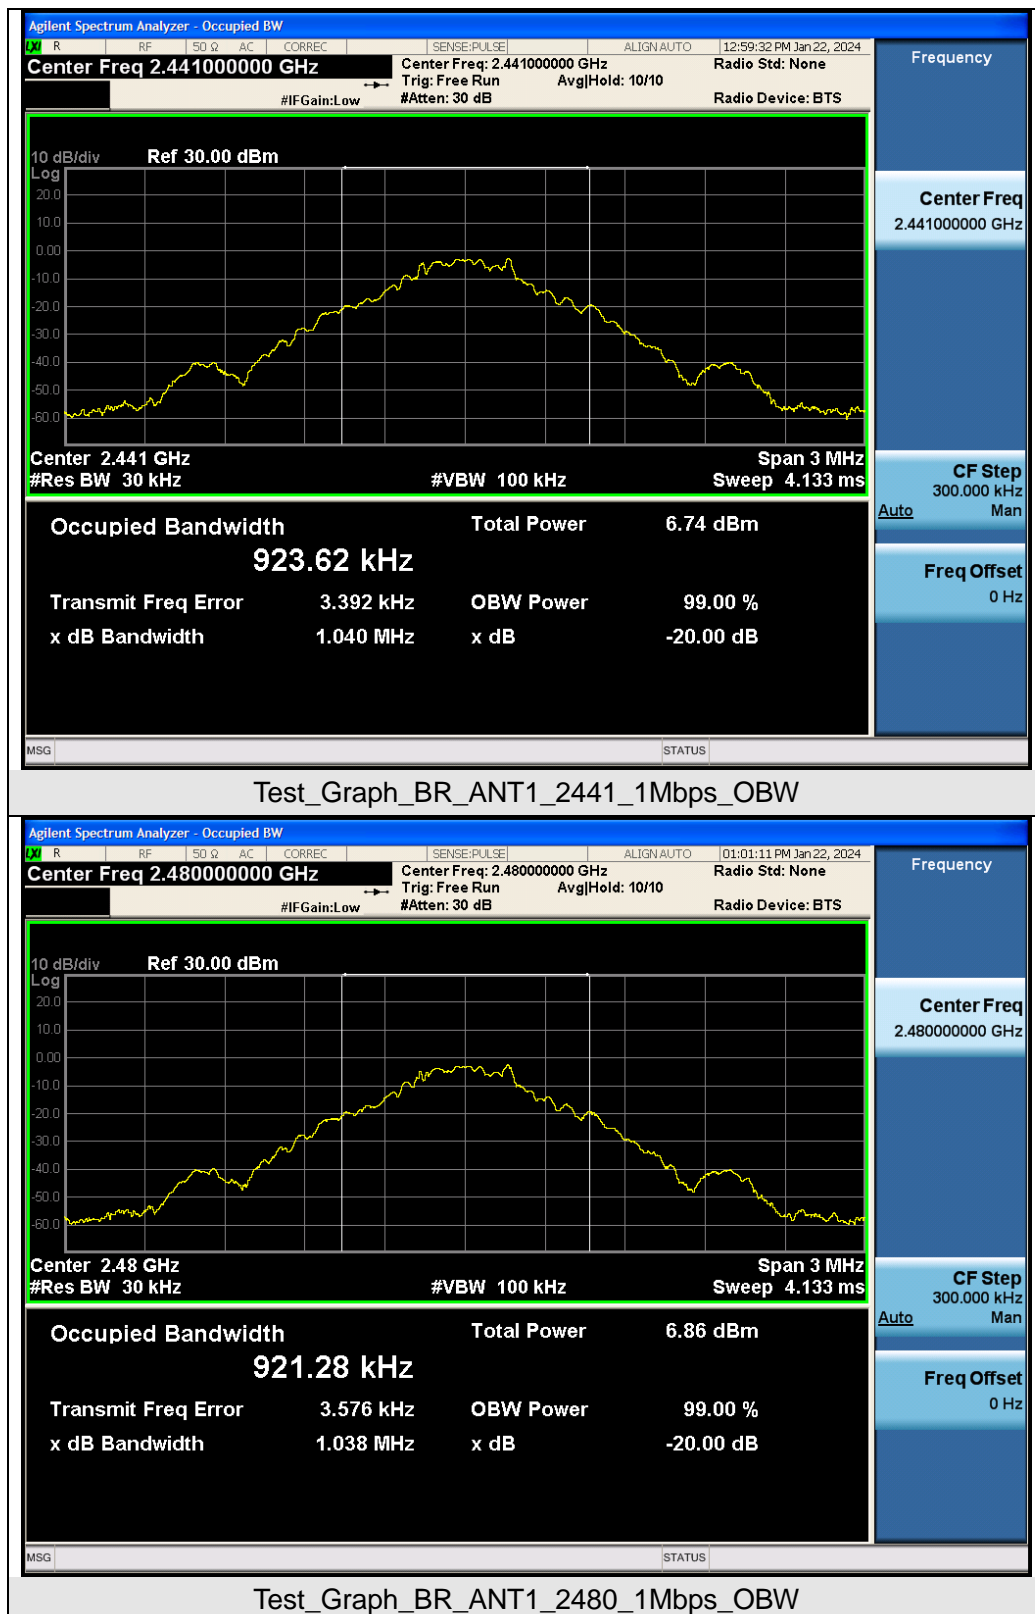 Agilent Spectrum Analyzer - Occupied BW
LXI R RF 50 Ω AC CORREC SENSE:PULSE ALIGN AUTO 12:59:32 PM Jan 22, 2024
Center Freq 2.441000000 GHz
Center Freq: 2.441000000 GHz
Radio Std: None
Trig: Free Run Avg|Hold: 10/10
#IFGain:Low #Atten: 30 dB Radio Device: BTS
Frequency
10 dB/div Ref 30.00 dBm
Log
20.0
10.0
0.00
-10.0
-20.0
-30.0
-40.0
-50.0
-60.0
Center Freq
2.441000000 GHz
Center 2.441 GHz Span 3 MHz
#Res BW 30 kHz #VBW 100 kHz Sweep 4.133 ms
CF Step
300.000 kHz
Auto Man
Occupied Bandwidth Total Power 6.74 dBm
923.62 kHz
Transmit Freq Error 3.392 kHz OBW Power 99.00 %
x dB Bandwidth 1.040 MHz x dB -20.00 dB
Freq Offset
0 Hz
MSG STATUS
Test_Graph_BR_ANT1_2441_1Mbps_OBW
Agilent Spectrum Analyzer - Occupied BW
LXI R RF 50 Ω AC CORREC SENSE:PULSE ALIGN AUTO 01:01:11 PM Jan 22, 2024
Center Freq 2.480000000 GHz
Center Freq: 2.480000000 GHz
Radio Std: None
Trig: Free Run Avg|Hold: 10/10
#IFGain:Low #Atten: 30 dB Radio Device: BTS
Frequency
10 dB/div Ref 30.00 dBm
Log
20.0
10.0
0.00
-10.0
-20.0
-30.0
-40.0
-50.0
-60.0
Center Freq
2.480000000 GHz
Center 2.48 GHz Span 3 MHz
#Res BW 30 kHz #VBW 100 kHz Sweep 4.133 ms
CF Step
300.000 kHz
Auto Man
Occupied Bandwidth Total Power 6.86 dBm
921.28 kHz
Transmit Freq Error 3.576 kHz OBW Power 99.00 %
x dB Bandwidth 1.038 MHz x dB -20.00 dB
Freq Offset
0 Hz
MSG STATUS
Test_Graph_BR_ANT1_2480_1Mbps_OBW